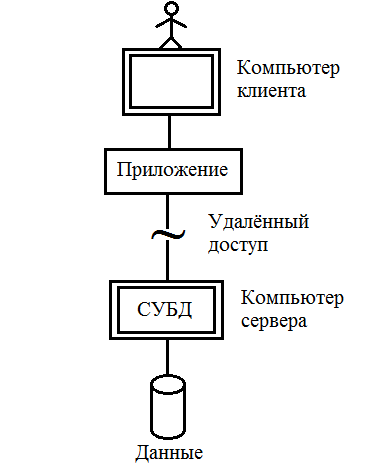 Компьютер
клиента
Приложение
Удалённый
доступ
СУБД
Компьютер
сервера
Данные